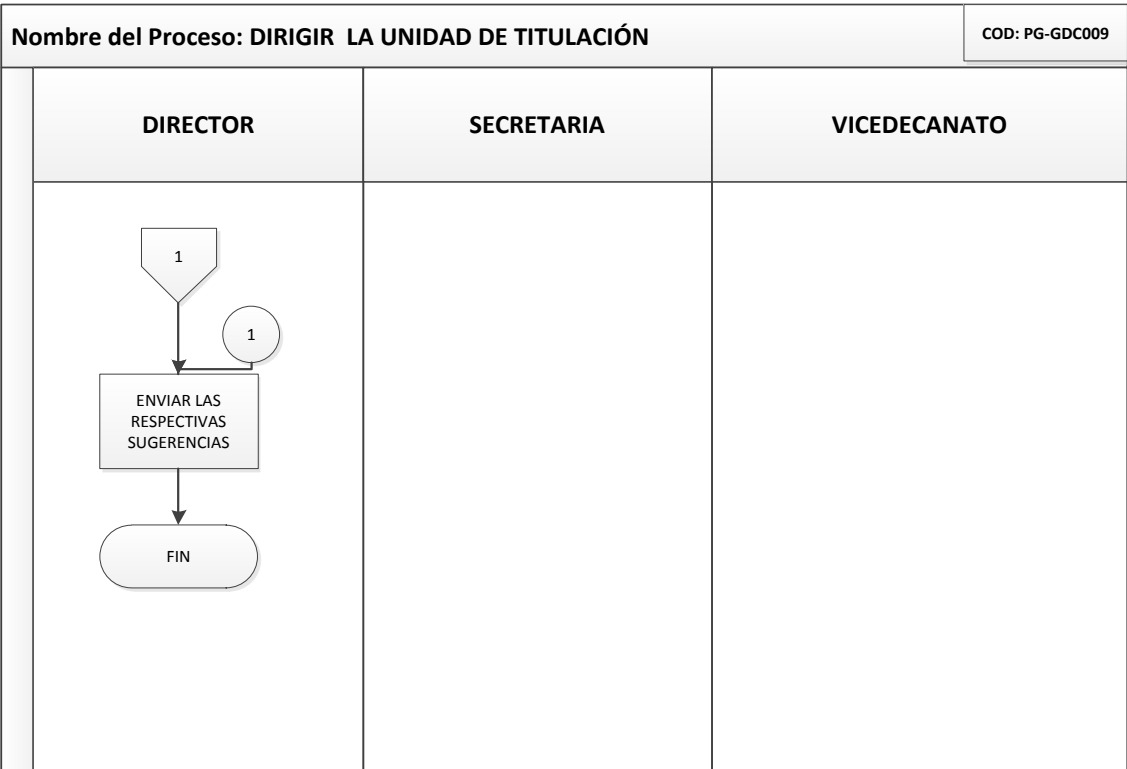 Nombre del Proceso: DIRIGIR LA UNIDAD DE TITULACIÓN
COD: PG-GDC009
DIRECTOR
SECRETARIA
VICEDECANATO
1
1
ENVIAR LAS
RESPECTIVAS
SUGERENCIAS
FIN